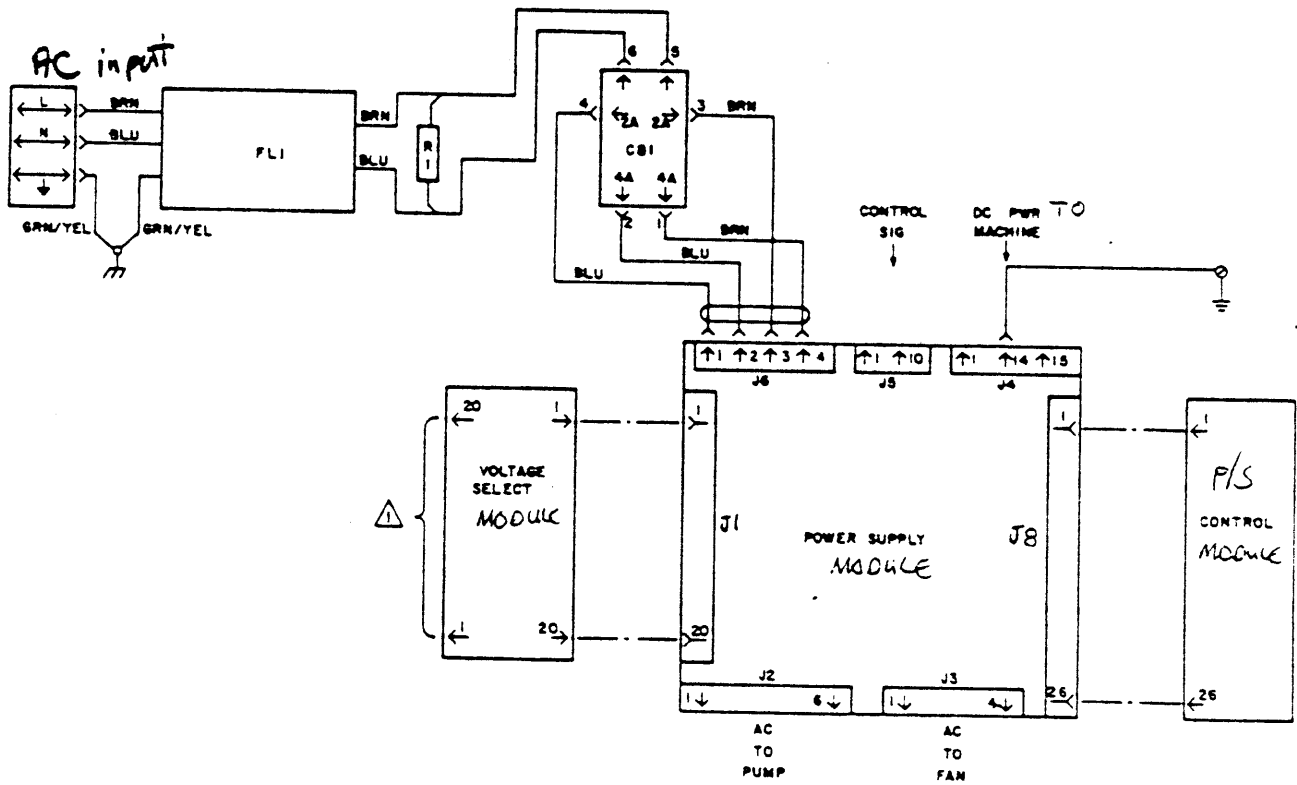 AC input
L
N
BRN
BLU
GRN/YEL
GRN/YEL
FL1
BRN
BLU
R1
6
5
4
3
BRN
2A
2A
CB1
4A
4A
2
1
BRN
BLU
BLU
CONTROL
SIG
DC PWR TO
MACHINE
1
2
3
4
J6
1
10
J5
1
14
15
J4
20
1
VOLTAGE
SELECT
MODULE
1
20
1
1
J1
20
POWER SUPPLY
MODULE
J8
1
26
1
P/S
CONTROL
MODULE
26
J2
1
6
J3
1
4
AC
TO
PUMP
AC
TO
FAN